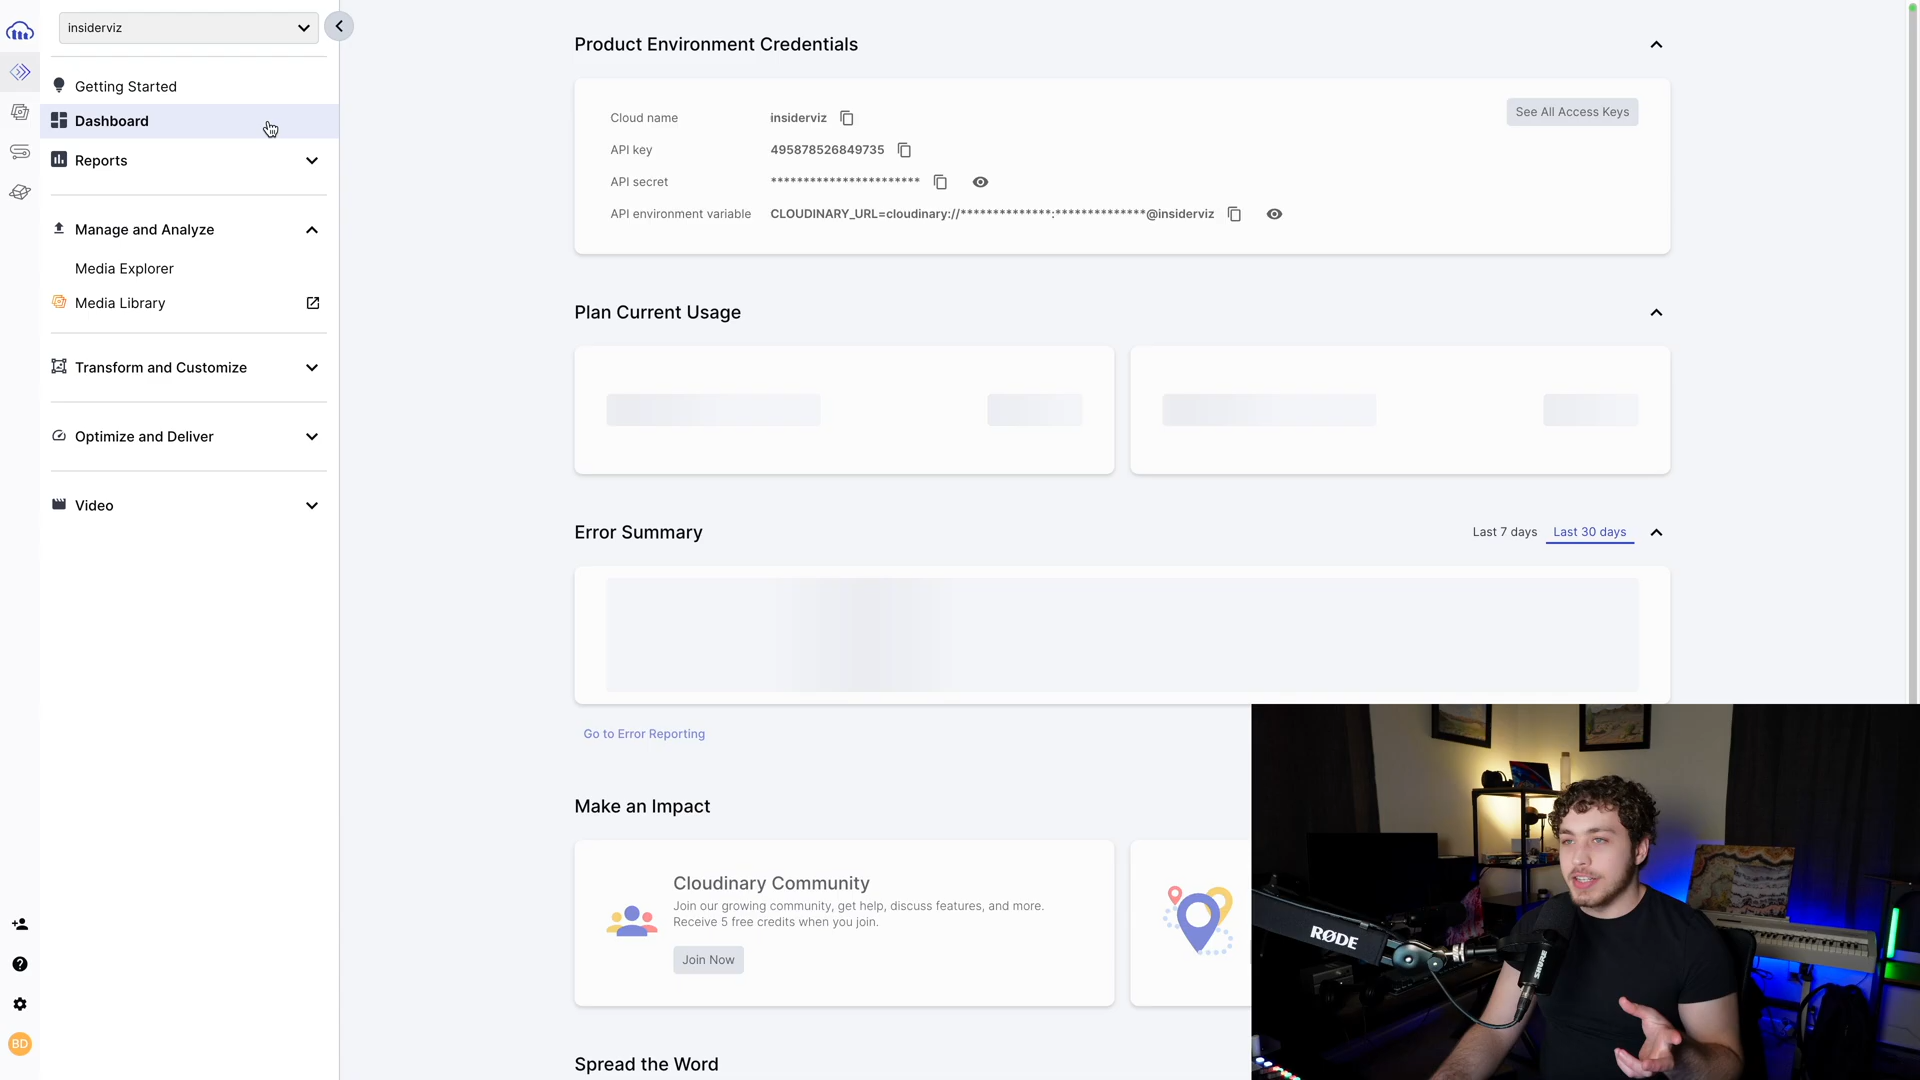 insiderviz
Getting Started
Dashboard
Reports
Manage and Analyze
Media Explorer
Media Library
Transform and Customize
Optimize and Deliver
Video
BD
Product Environment Credentials
Cloud name insiderviz
See All Access Keys
API key 495878526849735
API secret ***********************
API environment variable CLOUDINARY_URL=cloudinary://**************:**************@insiderviz
Plan Current Usage
Error Summary
Last 7 days Last 30 days
Go to Error Reporting
Make an Impact
Cloudinary Community
Join our growing community, get help, discuss features, and more.
Receive 5 free credits when you join.
Join Now
Spread the Word
RØDE
SHURE